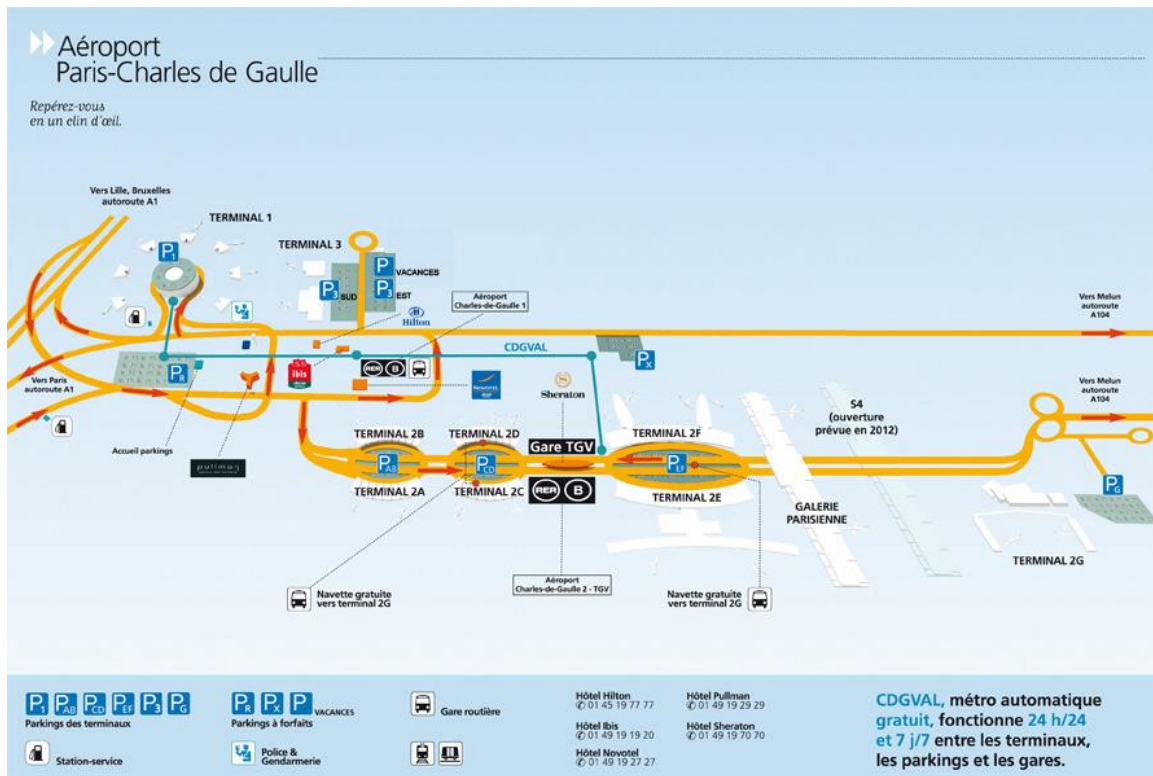 Aéroport
Paris-Charles de Gaulle
Repérez-vous
en un clin d'œil.
Vers Lille, Bruxelles
autoroute A1
TERMINAL 1
P1
TERMINAL 3
P
VACANCES
P3
SUD
P3
EST
Hilton
Aéroport
Charles-de-Gaulle 1
Vers Melun
autoroute
A104
CDGVAL
PX
ibis
RER B
NOVOTEL
PR
Vers Paris
autoroute A1
Accueil parkings
pullman
Sheraton
Vers Melun
autoroute
A104
S4
(ouverture
prévue en 2012)
TERMINAL 2B
TERMINAL 2D
Gare TGV
TERMINAL 2F
PAB
PCD
PEF
TERMINAL 2A
TERMINAL 2C
RER B
TERMINAL 2E
PG
GALERIE
PARISIENNE
TERMINAL 2G
Navette gratuite
vers terminal 2G
Aéroport
Charles-de-Gaulle 2 - TGV
Navette gratuite
vers terminal 2G
P1 PAB PCD PEF P3 PG
Parkings des terminaux
Station-service
PR PX P VACANCES
Parkings à forfaits
Police &
Gendarmerie
Gare routière
Hôtel Hilton
01 45 19 77 77
Hôtel Ibis
01 49 19 19 20
Hôtel Novotel
01 49 19 27 27
Hôtel Pullman
01 49 19 29 29
Hôtel Sheraton
01 49 19 70 70
CDGVAL, métro automatique
gratuit, fonctionne 24 h/24
et 7 j/7 entre les terminaux,
les parkings et les gares.